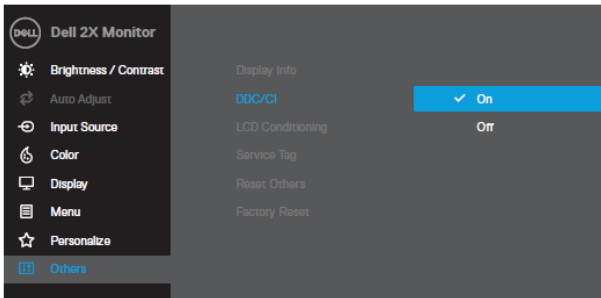 DELL
Dell 2X Monitor
Brightness / Contrast
Auto Adjust
Input Source
Color
Display
Menu
Personalize
Others
Display Info
DDC/CI
LCD Conditioning
Service Tag
Reset Others
Factory Reset
On
Off